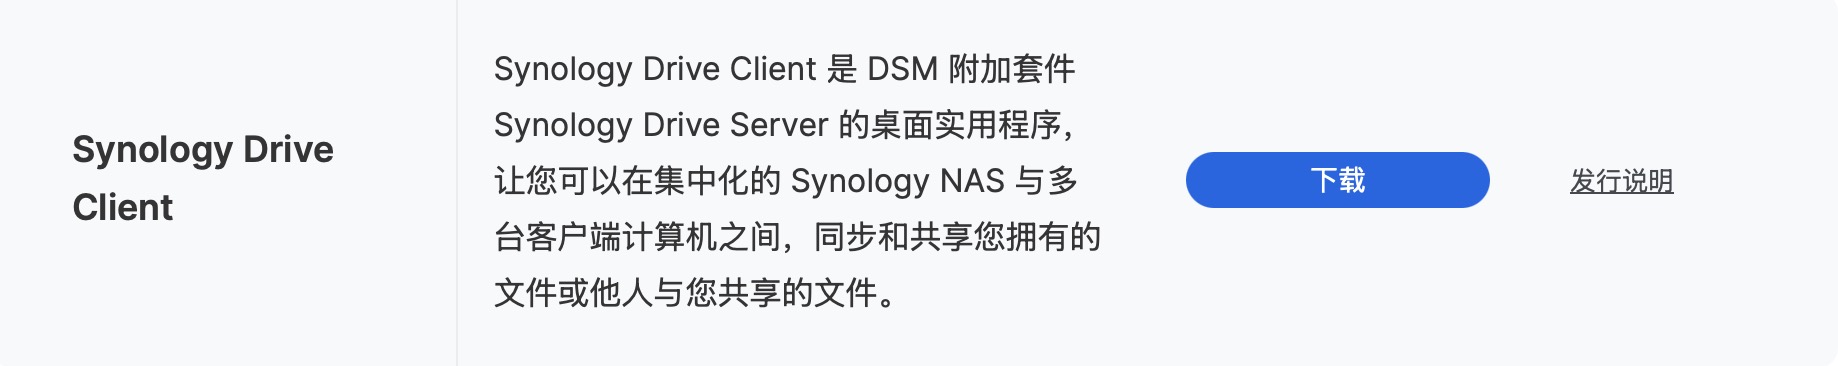 Synology Drive
Client
Synology Drive Client 是 DSM 附加套件
Synology Drive Server 的桌面实用程序，
让您可以在集中化的 Synology NAS 与多
台客户端计算机之间，同步和共享您拥有的
文件或他人与您共享的文件。
下载
发行说明